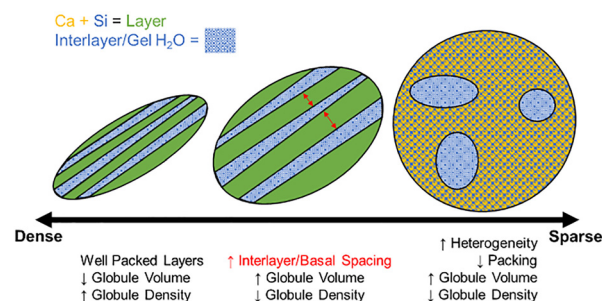 Ca + Si = Layer
Interlayer/Gel H₂O =
Dense
Sparse
Well Packed Layers
↓ Globule Volume
↑ Globule Density
↑ Interlayer/Basal Spacing
↑ Globule Volume
↓ Globule Density
↑ Heterogeneity
↓ Packing
↑ Globule Volume
↓ Globule Density